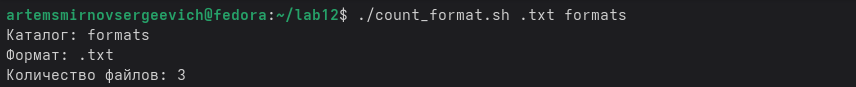 artemsmirnovsergeevich@fedora:~/lab12$ ./count_format.sh .txt formats
Каталог: formats
Формат: .txt
Количество файлов: 3